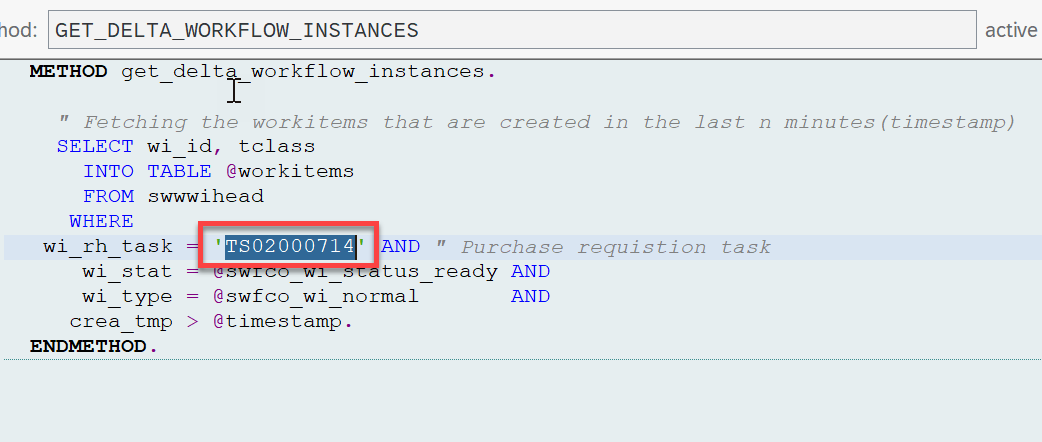 hod: GET_DELTA_WORKFLOW_INSTANCES active
METHOD get_delta_workflow_instances.
" Fetching the workitems that are created in the last n minutes(timestamp)
SELECT wi_id, tclass
INTO TABLE @workitems
FROM swwwihead
WHERE
wi_rh_task = 'TS02000714' AND " Purchase requistion task
wi_stat = @swfco_wi_status_ready AND
wi_type = @swfco_wi_normal AND
crea_tmp > @timestamp.
ENDMETHOD.